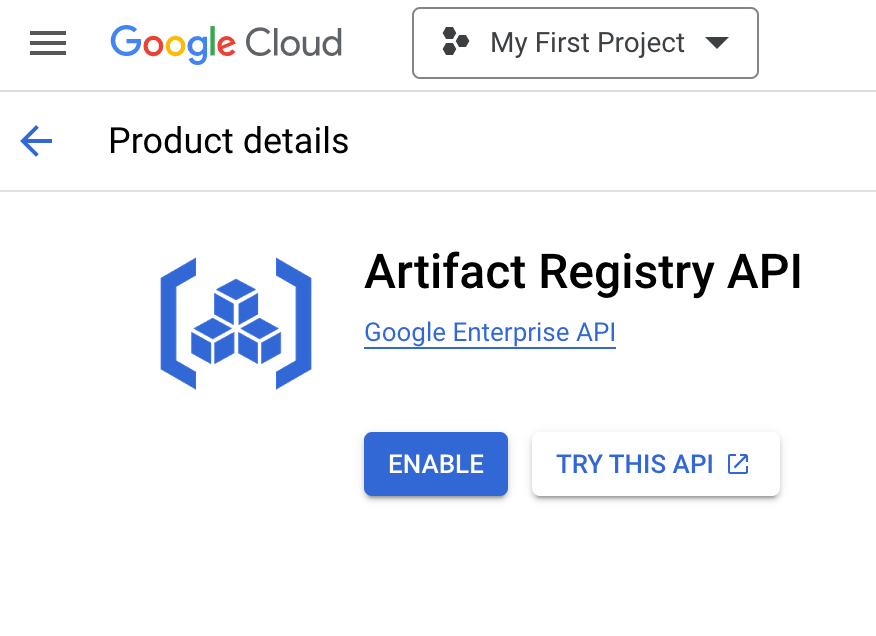 Google Cloud
My First Project
Product details
Artifact Registry API
Google Enterprise API
ENABLE
TRY THIS API